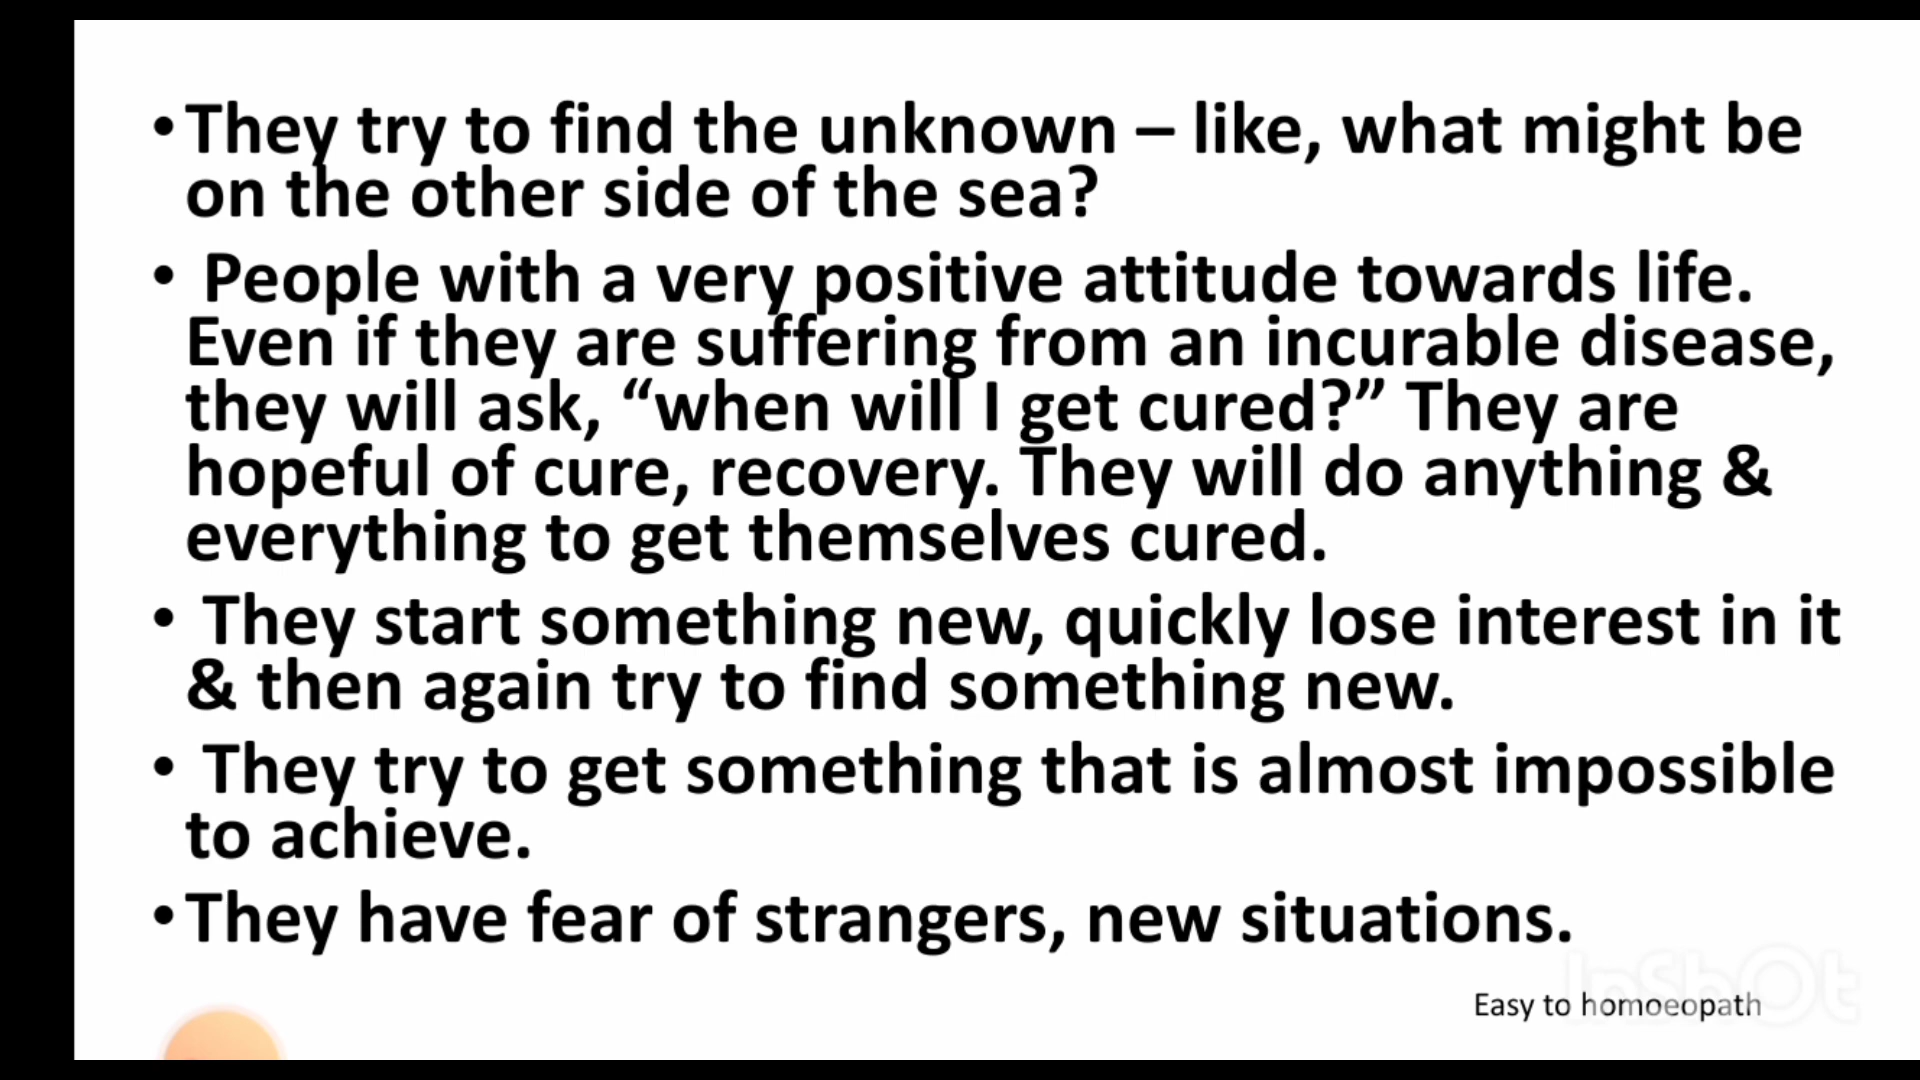 •They try to find the unknown – like, what might be
on the other side of the sea?
• People with a very positive attitude towards life.
Even if they are suffering from an incurable disease,
they will ask, “when will I get cured?” They are
hopeful of cure, recovery. They will do anything &
everything to get themselves cured.
• They start something new, quickly lose interest in it
& then again try to find something new.
• They try to get something that is almost impossible
to achieve.
•They have fear of strangers, new situations.
InShOt
Easy to homoeopath